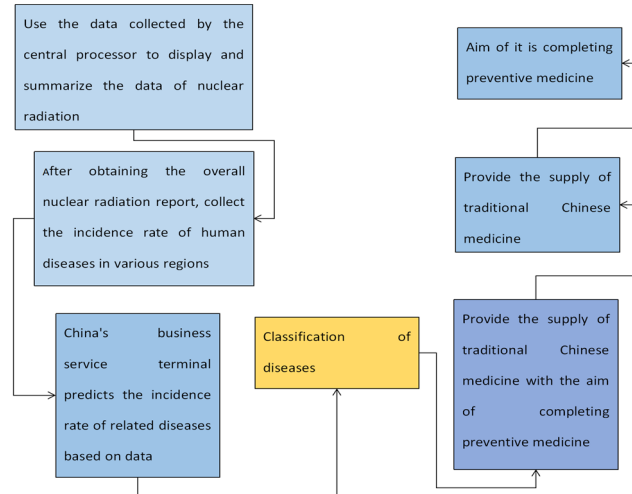 Use the data collected by the
central processor to display and
summarize the data of nuclear
radiation
After obtaining the overall
nuclear radiation report, collect
the incidence rate of human
diseases in various regions
China's business
service terminal
predicts the incidence
rate of related diseases
based on data
Classification of
diseases
Provide the supply of
traditional Chinese
medicine with the aim
of completing
preventive medicine
Provide the supply of
traditional Chinese
medicine
Aim of it is completing
preventive medicine